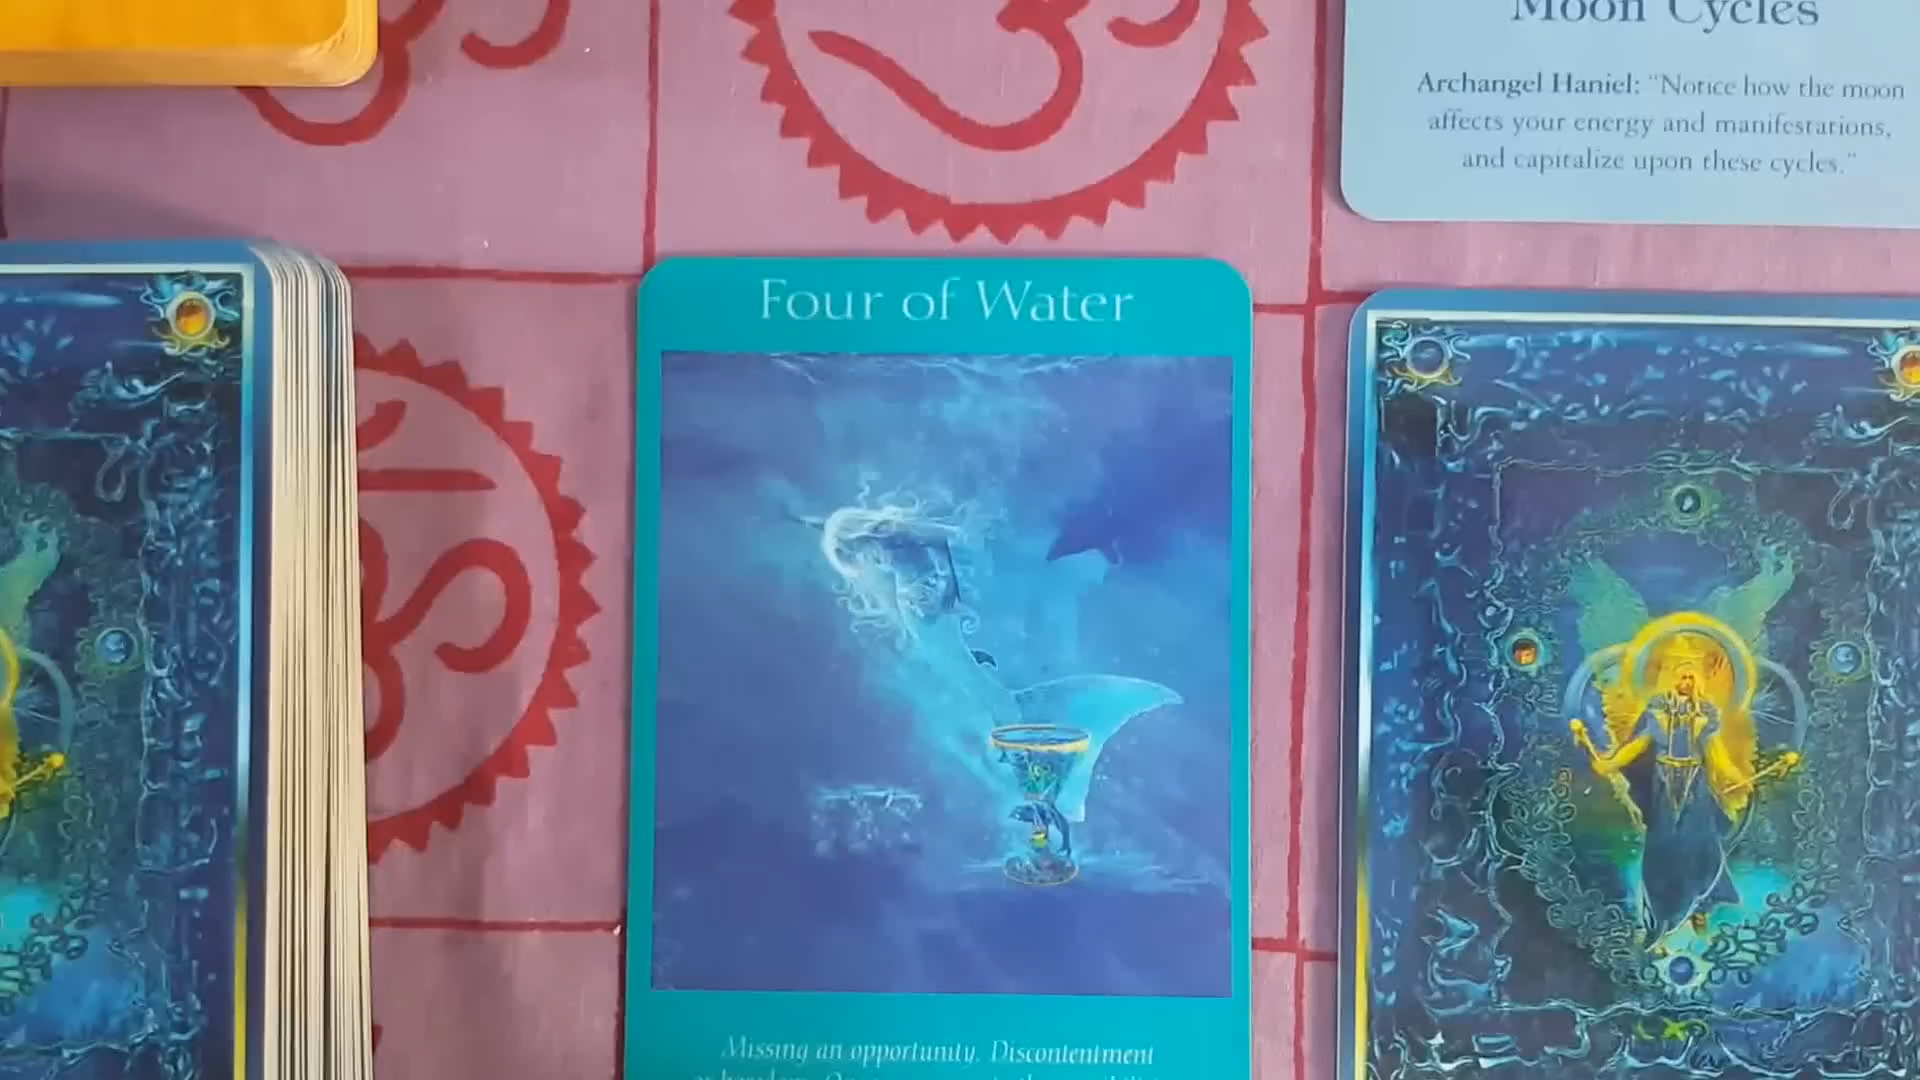 Moon Cycles
Archangel Haniel: "Notice how the moon
affects your energy and manifestations,
and capitalize upon these cycles."
Four of Water
Missing an opportunity. Discontentment